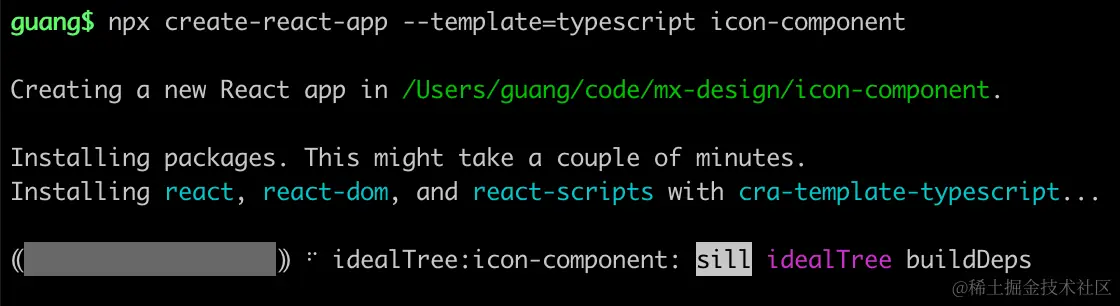 guang$ npx create-react-app --template=typescript icon-component
Creating a new React app in /Users/guang/code/mx-design/icon-component.
Installing packages. This might take a couple of minutes.
Installing react, react-dom, and react-scripts with cra-template-typescript...
⸨                  ⸩ ⠋ idealTree:icon-component: sill idealTree buildDeps
@稀土掘金技术社区